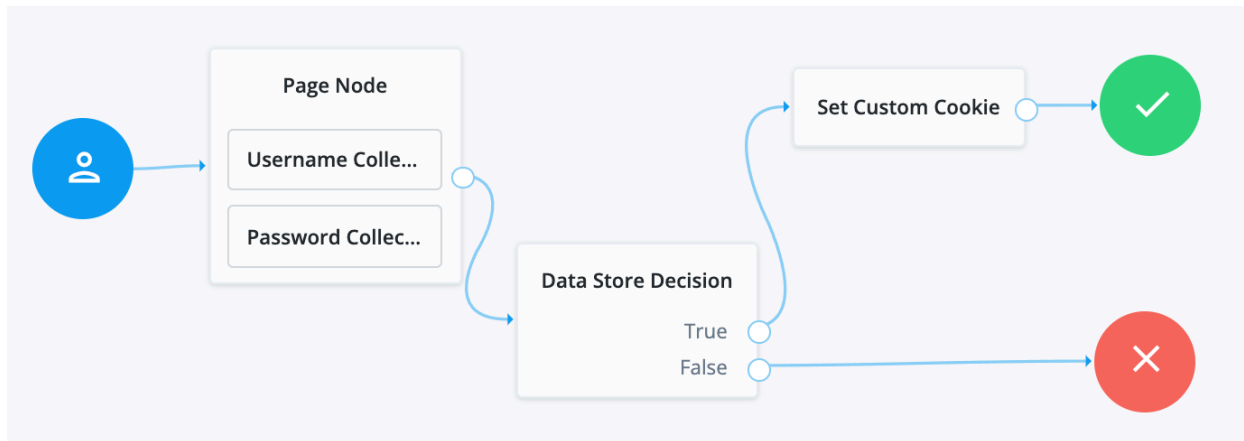 Page Node
Username Colle...
Password Collec...
Data Store Decision
True
False
Set Custom Cookie